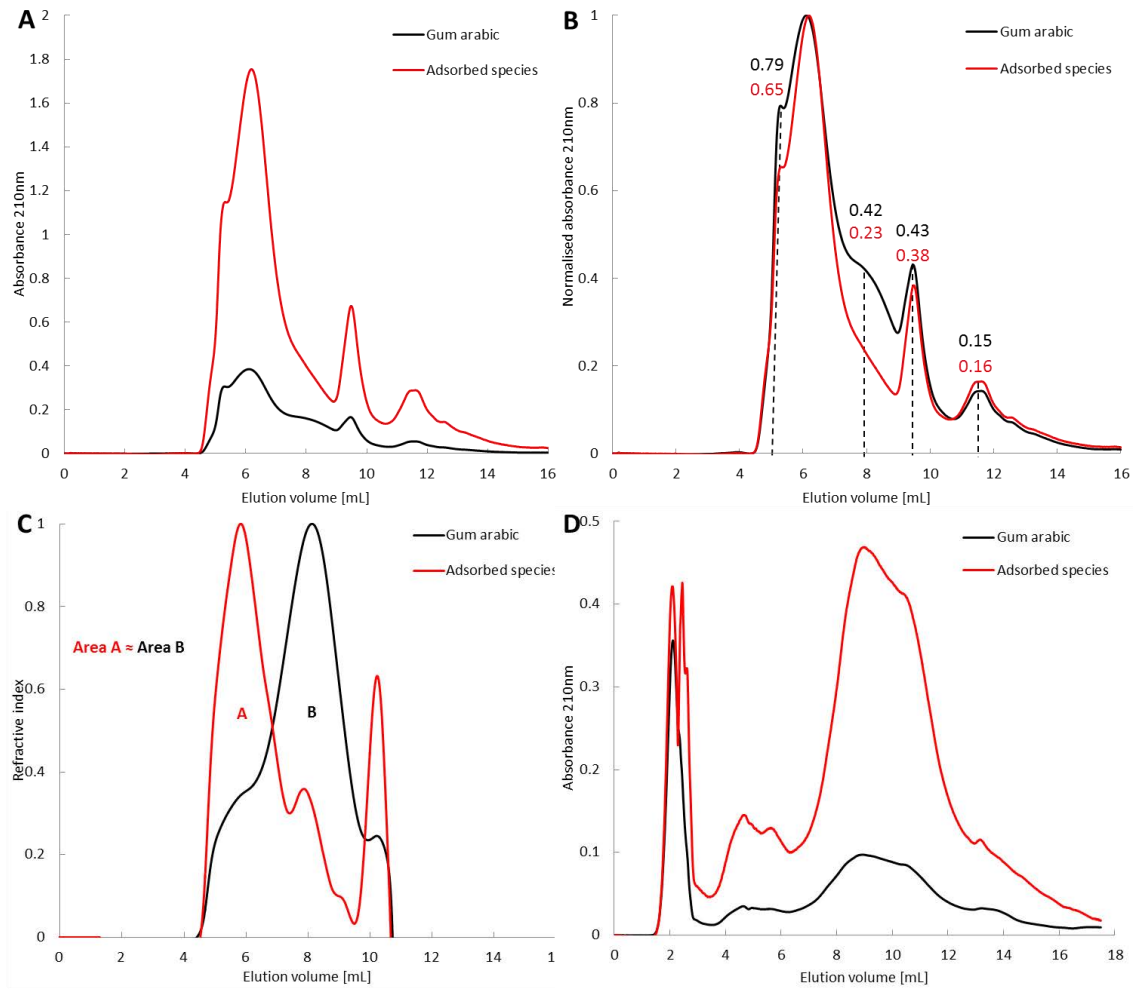 A
Absorbance 210nm
2
1.8
1.6
1.4
1.2
1
0.8
0.6
0.4
0.2
0
0 2 4 6 8 10 12 14 16
Elution volume [mL]
Gum arabic
Adsorbed species
B
Normalised absorbance 210nm
1
0.8
0.6
0.4
0.2
0
0 2 4 6 8 10 12 14 16
Elution volume [mL]
Gum arabic
Adsorbed species
0.79
0.65
0.42
0.23
0.43
0.38
0.15
0.16
C
Refractive index
1
0.8
0.6
0.4
0.2
0
0 2 4 6 8 10 12 14 16
Elution volume [mL]
Gum arabic
Adsorbed species
Area A ≈ Area B
A
B
D
Absorbance 210nm
0.5
0.4
0.3
0.2
0.1
0
0 2 4 6 8 10 12 14 16 18
Elution volume [mL]
Gum arabic
Adsorbed species